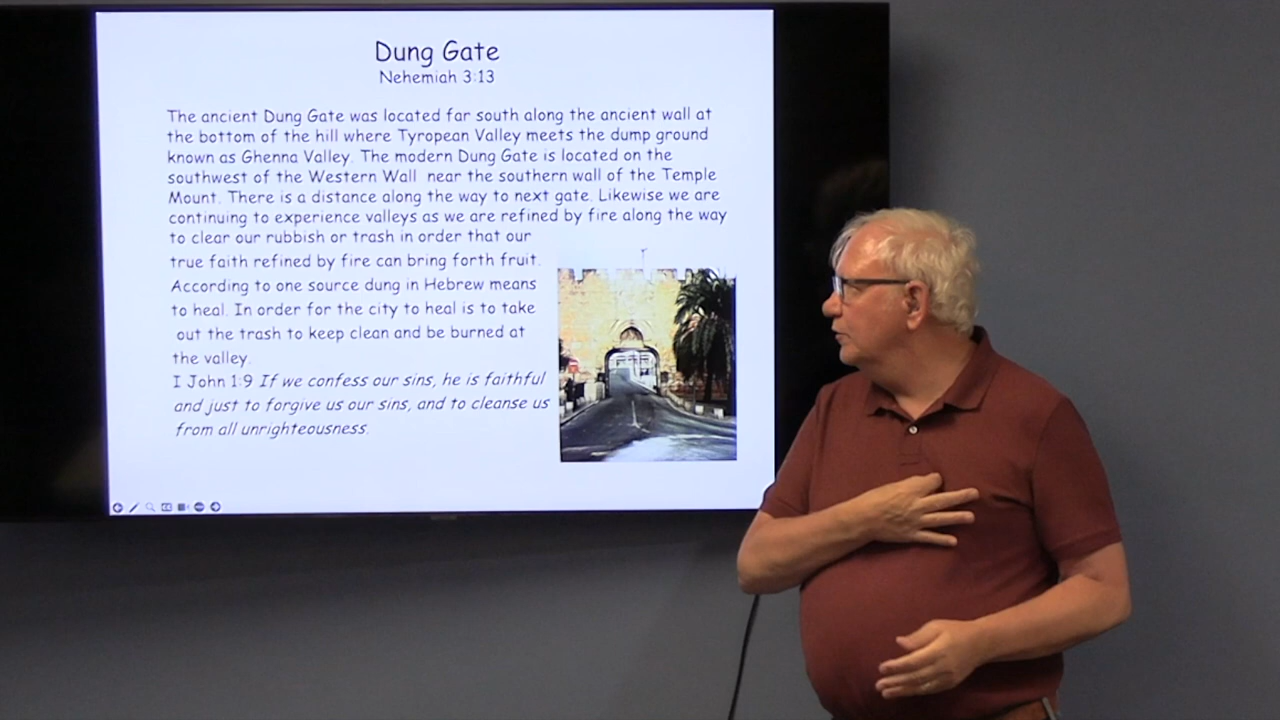 Dung Gate
Nehemiah 3:13
The ancient Dung Gate was located far south along the ancient wall at
the bottom of the hill where Tyropean Valley meets the dump ground
known as Ghenna Valley. The modern Dung Gate is located on the
southwest of the Western Wall near the southern wall of the Temple
Mount. There is a distance along the way to next gate. Likewise we are
continuing to experience valleys as we are refined by fire along the way
to clear our rubbish or trash in order that our
true faith refined by fire can bring forth fruit.
According to one source dung in Hebrew means
to heal. In order for the city to heal is to take
out the trash to keep clean and be burned at
the valley.
I John 1:9 If we confess our sins, he is faithful
and just to forgive us our sins, and to cleanse us
from all unrighteousness.